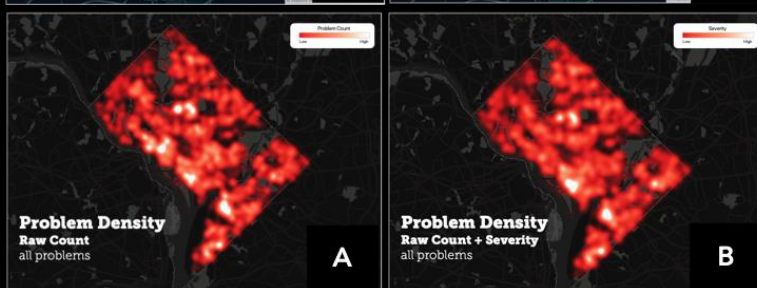 Problem Count
Low High
Problem Density
Raw Count
all problems
A
Severity
Low High
Problem Density
Raw Count + Severity
all problems
B